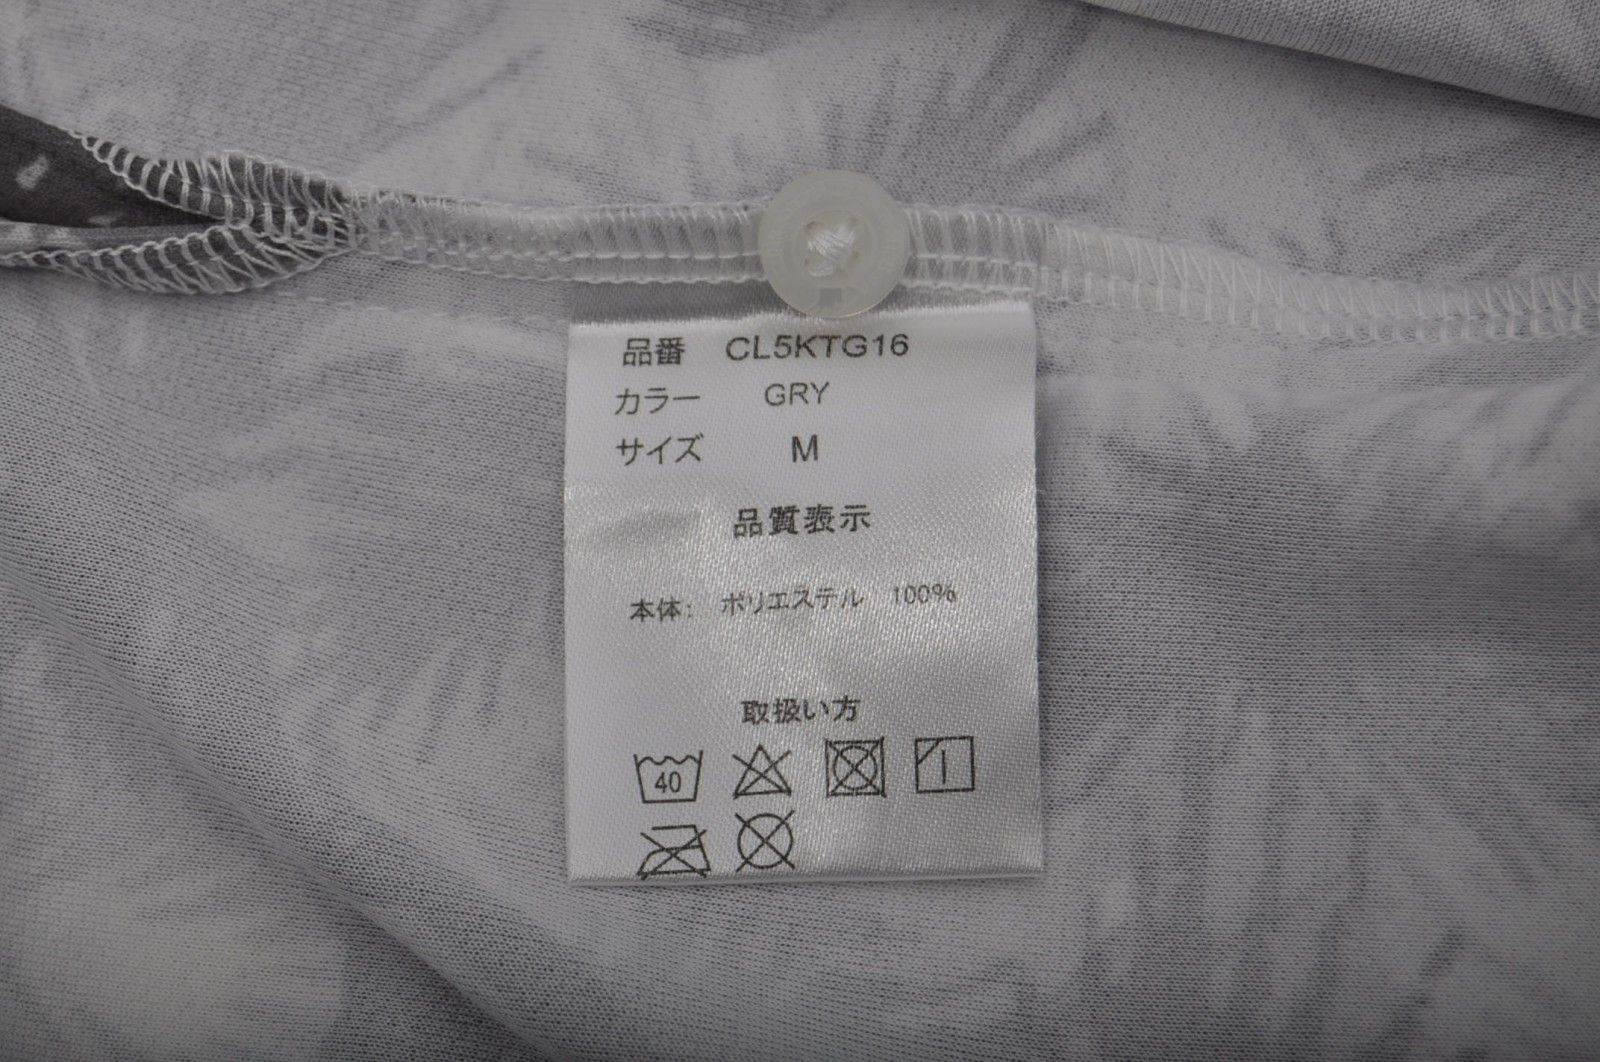 品番 CL5KTG16
カラー GRY
サイズ M
品質表示
本体: ポリエステル 100%
取扱い方
40